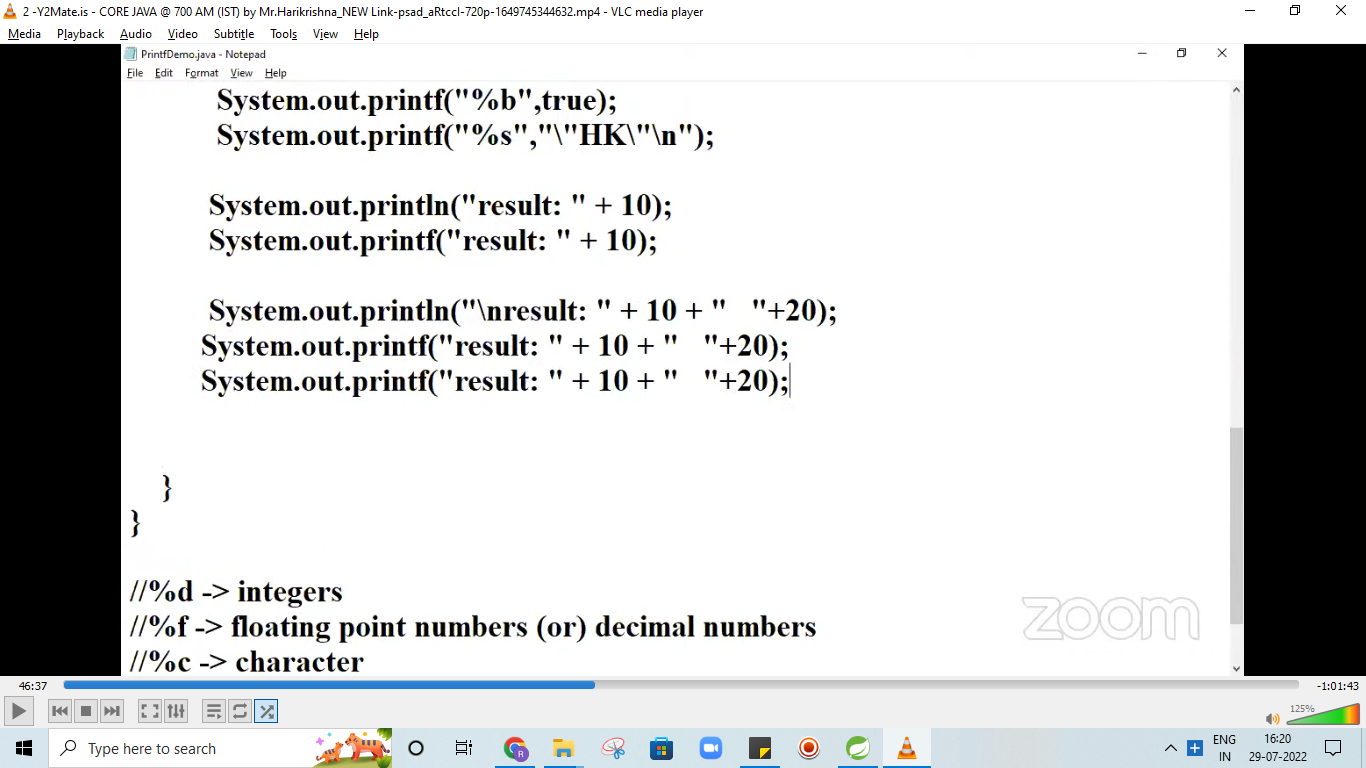 2 -Y2Mate.is - CORE JAVA @ 700 AM (IST) by Mr.Harikrishna_NEW Link-psad_aRtccI-720p-1649745344632.mp4 - VLC media player
Media Playback Audio Video Subtitle Tools View Help
PrintfDemo.java - Notepad
File Edit Format View Help
System.out.printf("%b",true);
System.out.printf("%s","\"HK\"\n");
System.out.println("result: " + 10);
System.out.printf("result: " + 10);
System.out.println("\nresult: " + 10 + "   "+20);
System.out.printf("result: " + 10 + "   "+20);
System.out.printf("result: " + 10 + "   "+20);
}
}
//%d -> integers
//%f -> floating point numbers (or) decimal numbers
//%c -> character
zoom
46:37 -1:01:43
125%
Type here to search
R
ENG 16:20
IN 29-07-2022